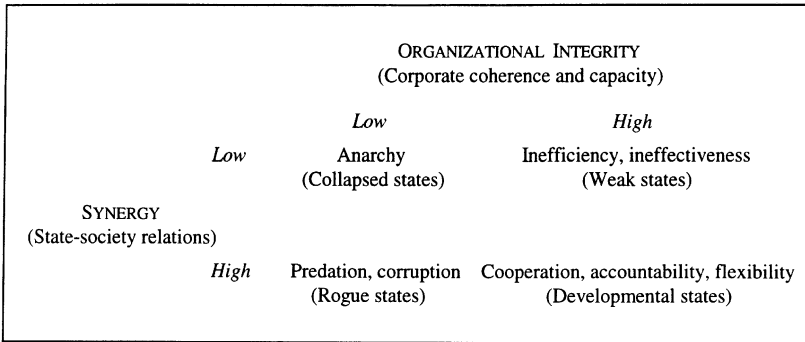 ORGANIZATIONAL INTEGRITY
(Corporate coherence and capacity)
Low High
Low Anarchy Inefficiency, ineffectiveness
(Collapsed states) (Weak states)
SYNERGY
(State-society relations)
High Predation, corruption Cooperation, accountability, flexibility
(Rogue states) (Developmental states)